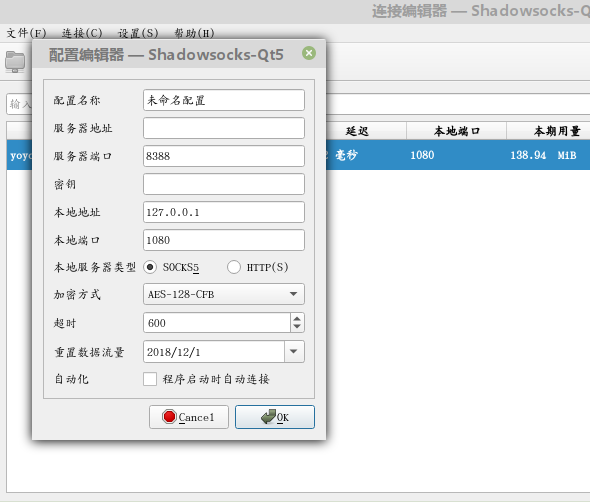 连接编辑器 — Shadowsocks-Q
文件(F) 连接(C) 设置(S) 帮助(H)
配置编辑器 — Shadowsocks-Qt5
输入
延迟 本地端口 本期用量
毫秒 1080 138.94 MiB
配置名称 未命名配置
服务器地址
服务器端口 8388
密钥
本地地址 127.0.0.1
本地端口 1080
本地服务器类型 SOCKS5 HTTP(S)
加密方式 AES-128-CFB
超时 600
重置数据流量 2018/12/1
自动化 程序启动时自动连接
Cancel OK